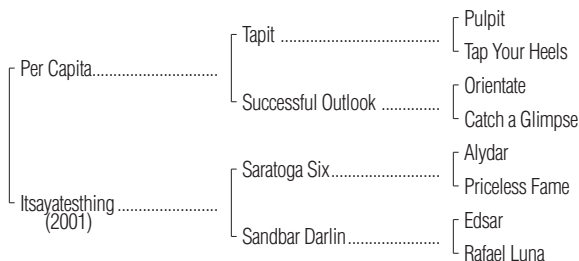 Pulpit
Tapit
Tap Your Heels
Per Capita
Orientate
Successful Outlook
Catch a Glimpse
Alydar
Saratoga Six
Priceless Fame
Itsayatesthing
(2001)
Edsar
Sandbar Darlin
Rafael Luna